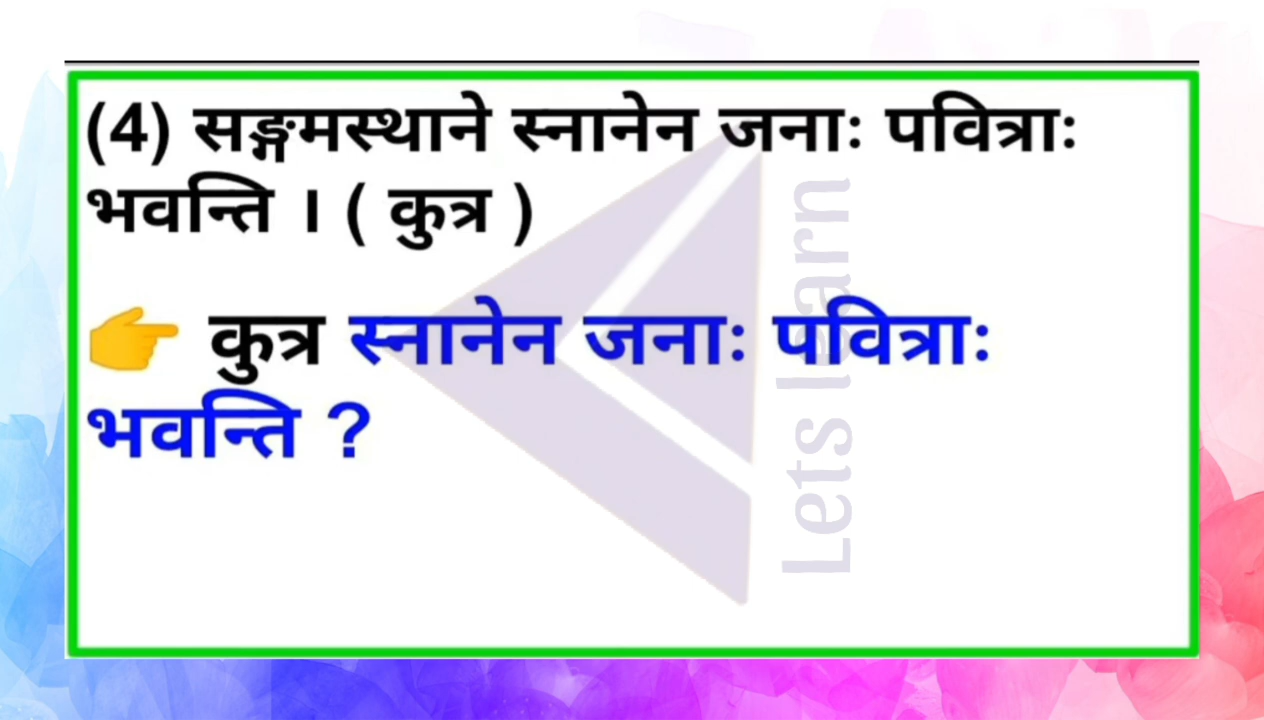 (4) सङ्गमस्थाने स्नानेन जनाः पवित्राः
भवन्ति । ( कुत्र )
👉 कुत्र स्नानेन जनाः पवित्राः
भवन्ति ?
Lets learn